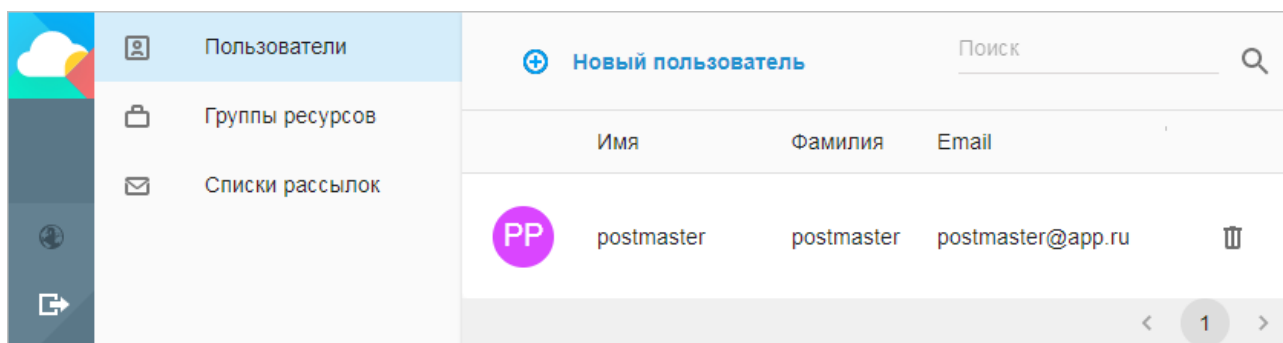 Пользователи
Группы ресурсов
Списки рассылок
Новый пользователь
Поиск
Имя Фамилия Email
PP postmaster postmaster postmaster@app.ru
1